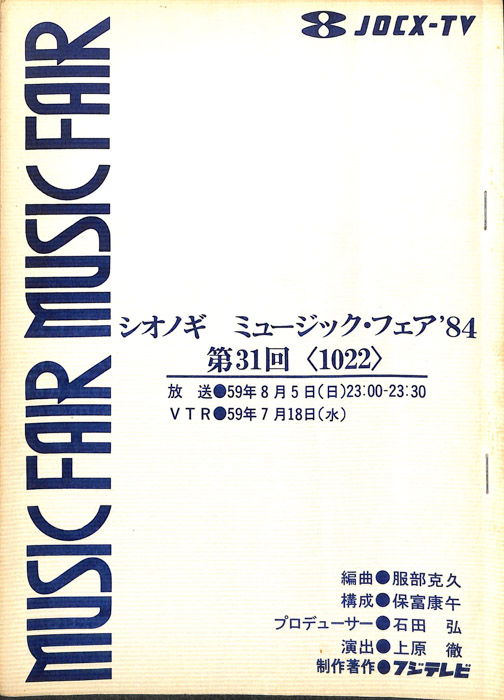 8 JOCX-TV
MUSIC FAIR MUSIC FAIR
シオノギ ミュージック・フェア'84
第31回〈1022〉
放 送●59年8月5日(日)23:00-23:30
VTR●59年7月18日(水)
編曲●服部克久
構成●保富康午
プロデューサー●石田 弘
演出●上原 徹
制作著作●フジテレビ